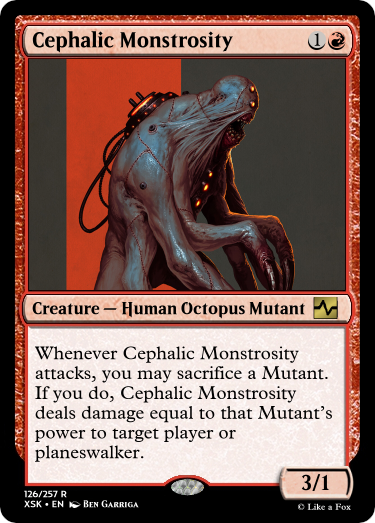 Cephalic Monstrosity 1
Creature — Human Octopus Mutant
Whenever Cephalic Monstrosity
attacks, you may sacrifice a Mutant.
If you do, Cephalic Monstrosity
deals damage equal to that Mutant's
power to target player or
planeswalker.
3/1
126/257 R
XSK • EN Ben Garriga
© Like a Fox